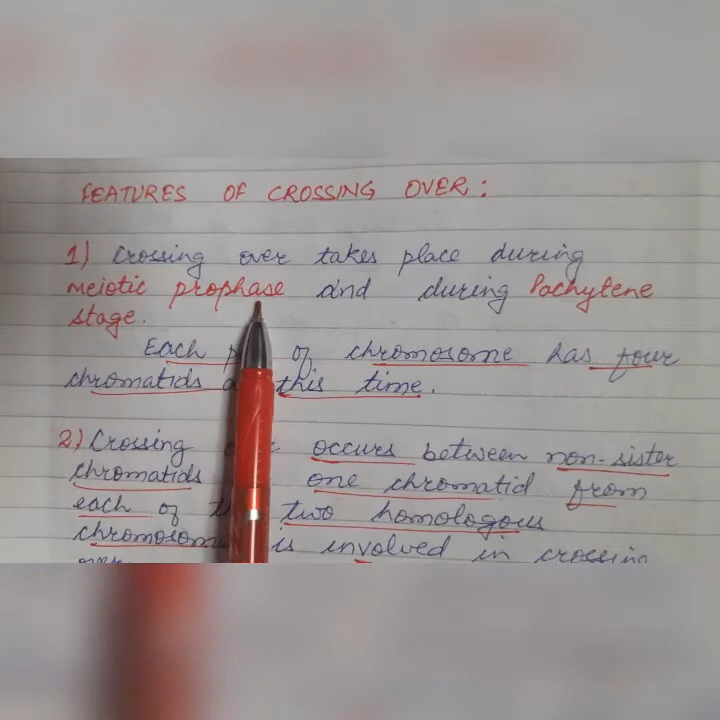 FEATURES OF CROSSING OVER:
1) Crossing over takes place during
meiotic prophase and during Pachytene
stage.
Each of chromosome has four
chromatids this time.
2) Crossing occurs between non-sister
chromatids one chromatid from
each of two homologous
chromosome is involved in crossing